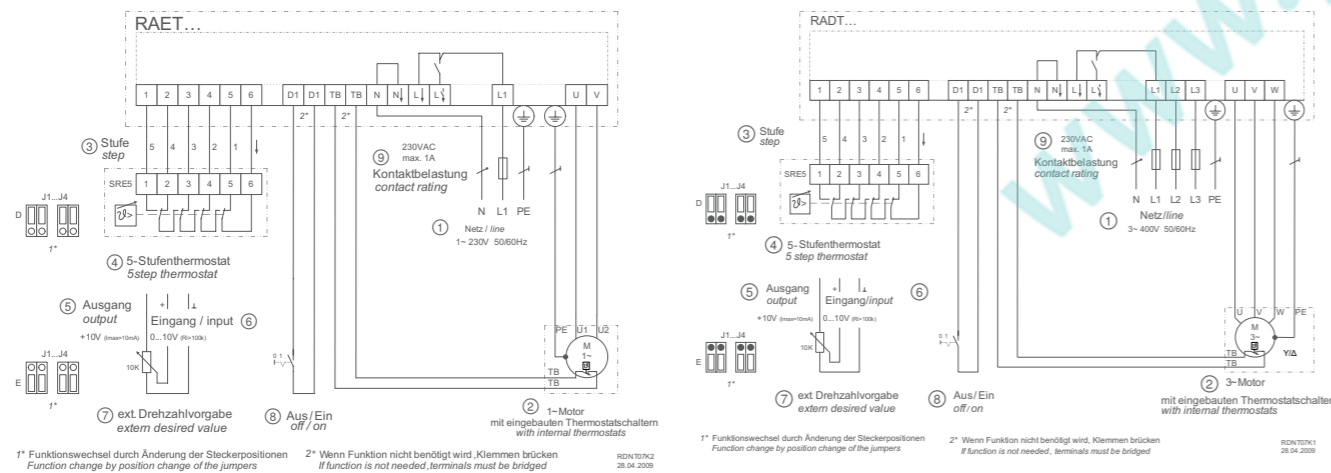 RAET…
1 2 3 4 5 6 D1 D1 TB TB N N L L L1 U V
2* 2*
③ Stufe
step
5 4 3 2 1
SRE5 1 2 3 4 5 6
ϑ>
J1...J4
D
1*
④ 5-Stufenthermostat
5step thermostat
⑨ 230VAC
max. 1A
Kontaktbelastung
contact rating
N L1 PE
① Netz / line
1~ 230V 50/60Hz
⑤ Ausgang
output
+10V (Imax=10mA)
+ ⊥
Eingang / input ⑥
0...10V (Ri>100k)
10K
J1...J4
E
1*
0 1
PE U1 U2
M
1~
TB
TB
⑦ ext. Drehzahlvorgabe
extern desired value
⑧ Aus/Ein
off / on
② 1~Motor
mit eingebauten Thermostatschaltern
with internal thermostats
1* Funktionswechsel durch Änderung der Steckerpositionen
Function change by position change of the jumpers
2* Wenn Funktion nicht benötigt wird, Klemmen brücken
If function is not needed, terminals must be bridged
RDNT07K2
28.04.2009
RADT…
1 2 3 4 5 6 D1 D1 TB TB N N L L L1 L2 L3 U V W
2* 2*
③ Stufe
step
5 4 3 2 1
SRE5 1 2 3 4 5 6
ϑ>
J1...J4
D
1*
④ 5-Stufenthermostat
5 step thermostat
⑨ 230VAC
max. 1A
Kontaktbelastung
contact rating
N L1 L2 L3 PE
① Netz/line
3~ 400V 50/60Hz
⑤ Ausgang
output
+10V (Imax=10mA)
+ ⊥
Eingang/input ⑥
0...10V (Ri>100k)
10K
J1...J4
E
1*
0 1
U V W PE
M
3~
Y/Δ
TB
TB
⑦ ext Drehzahlvorgabe
extern desired value
⑧ Aus/Ein
off/on
② 3~Motor
mit eingebauten Thermostatschaltern
with internal thermostats
1* Funktionswechsel durch Änderung der Steckerpositionen
Function change by position change of the jumpers
2* Wenn Funktion nicht benötigt wird, Klemmen brücken
If function is not needed, terminals must be bridged
RDNT07K1
28.04.2009
www.